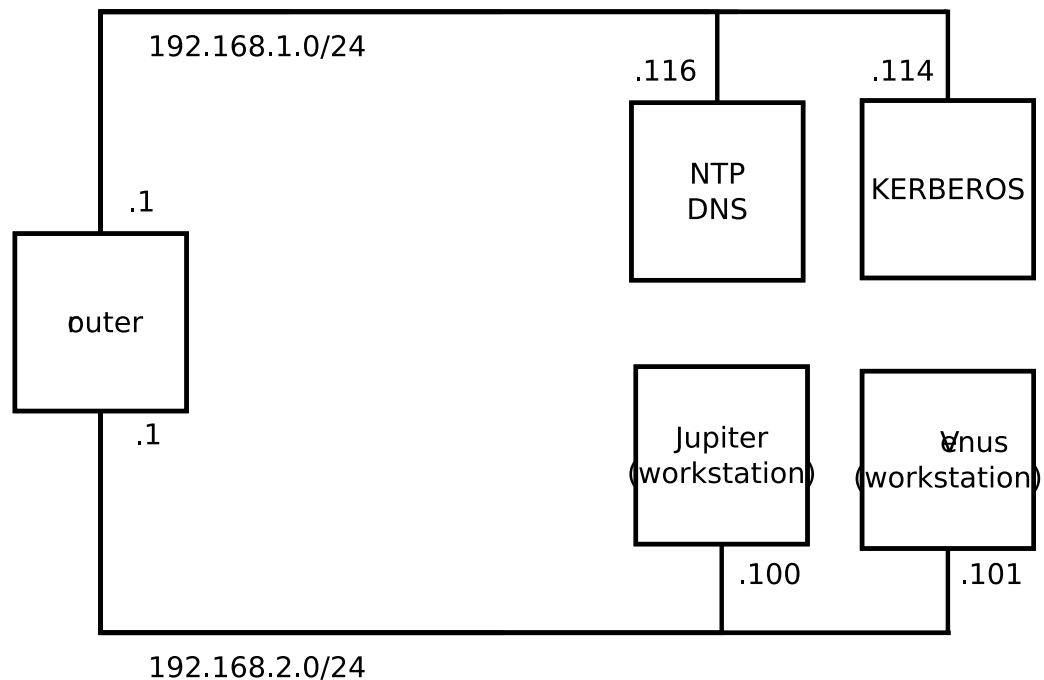 192.168.1.0/24
.116
.114
NTP
DNS
KERBEROS
.1
router
.1
Jupiter
(workstation)
Venus
(workstation)
.100
.101
192.168.2.0/24